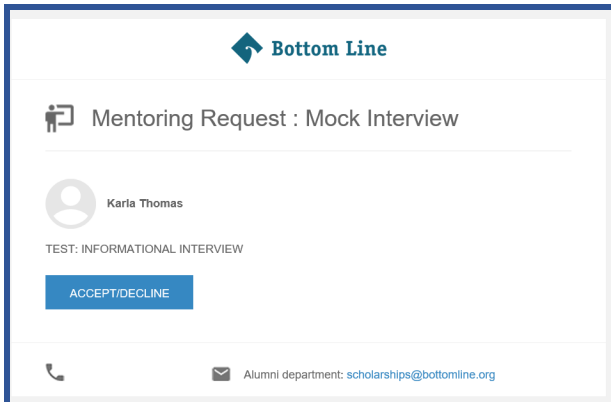 Bottom Line
Mentoring Request : Mock Interview
Karla Thomas
TEST: INFORMATIONAL INTERVIEW
ACCEPT/DECLINE
Alumni department: scholarships@bottomline.org